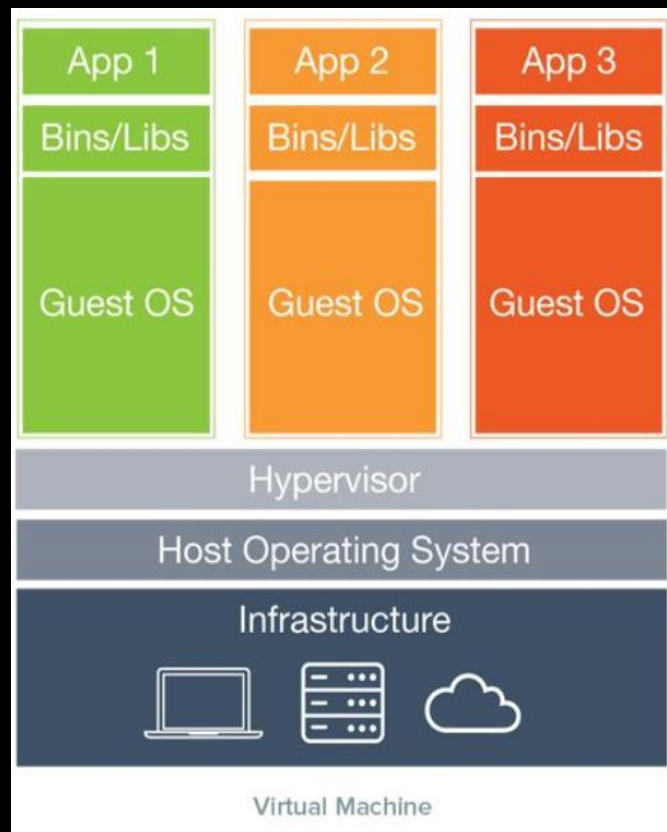 App 1
App 2
App 3
Bins/Libs
Bins/Libs
Bins/Libs
Guest OS
Guest OS
Guest OS
Hypervisor
Host Operating System
Infrastructure
Virtual Machine